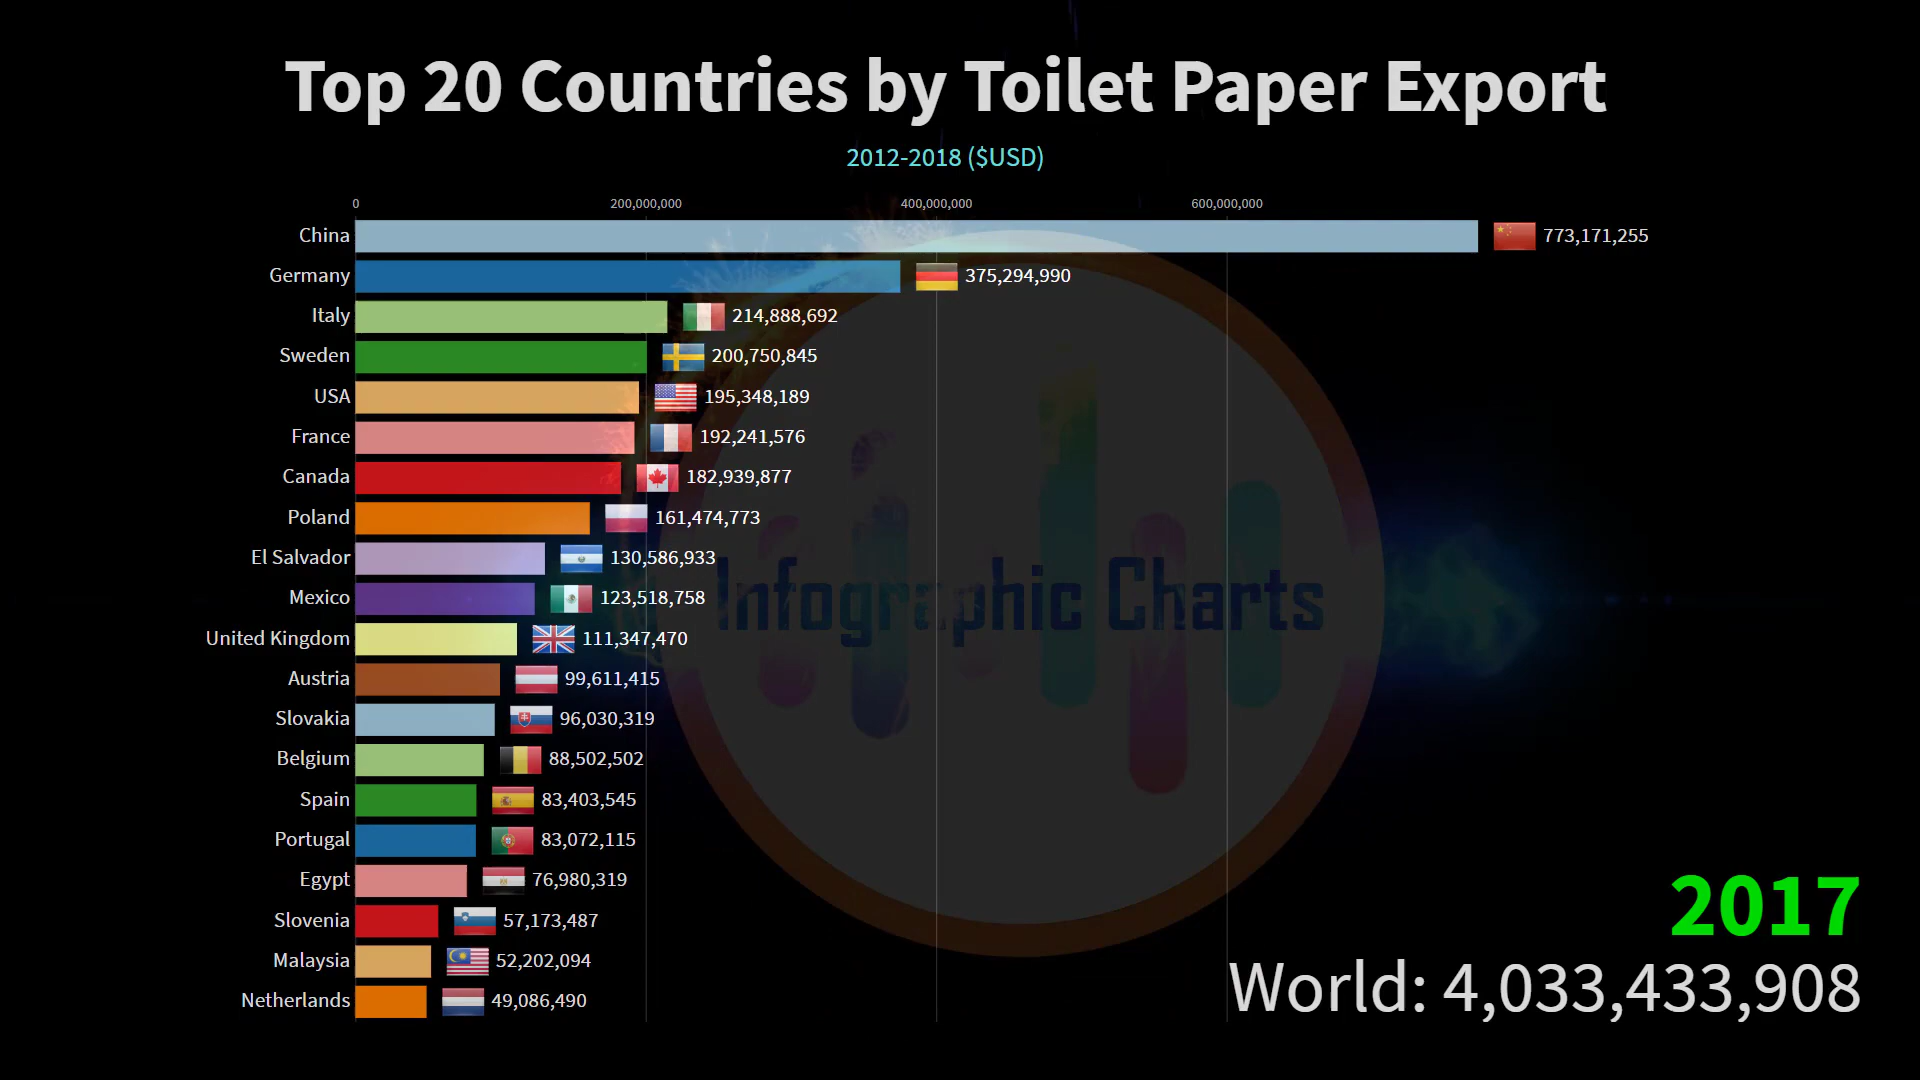 Top 20 Countries by Toilet Paper Export
2012-2018 ($USD)
0 200,000,000 400,000,000 600,000,000
China 773,171,255
Germany 375,294,990
Italy 214,888,692
Sweden 200,750,845
USA 195,348,189
France 192,241,576
Canada 182,939,877
Poland 161,474,773
El Salvador 130,586,933
Mexico 123,518,758
United Kingdom 111,347,470
Austria 99,611,415
Slovakia 96,030,319
Belgium 88,502,502
Spain 83,403,545
Portugal 83,072,115
Egypt 76,980,319
Slovenia 57,173,487
Malaysia 52,202,094
Netherlands 49,086,490
Infographic Charts
2017
World: 4,033,433,908